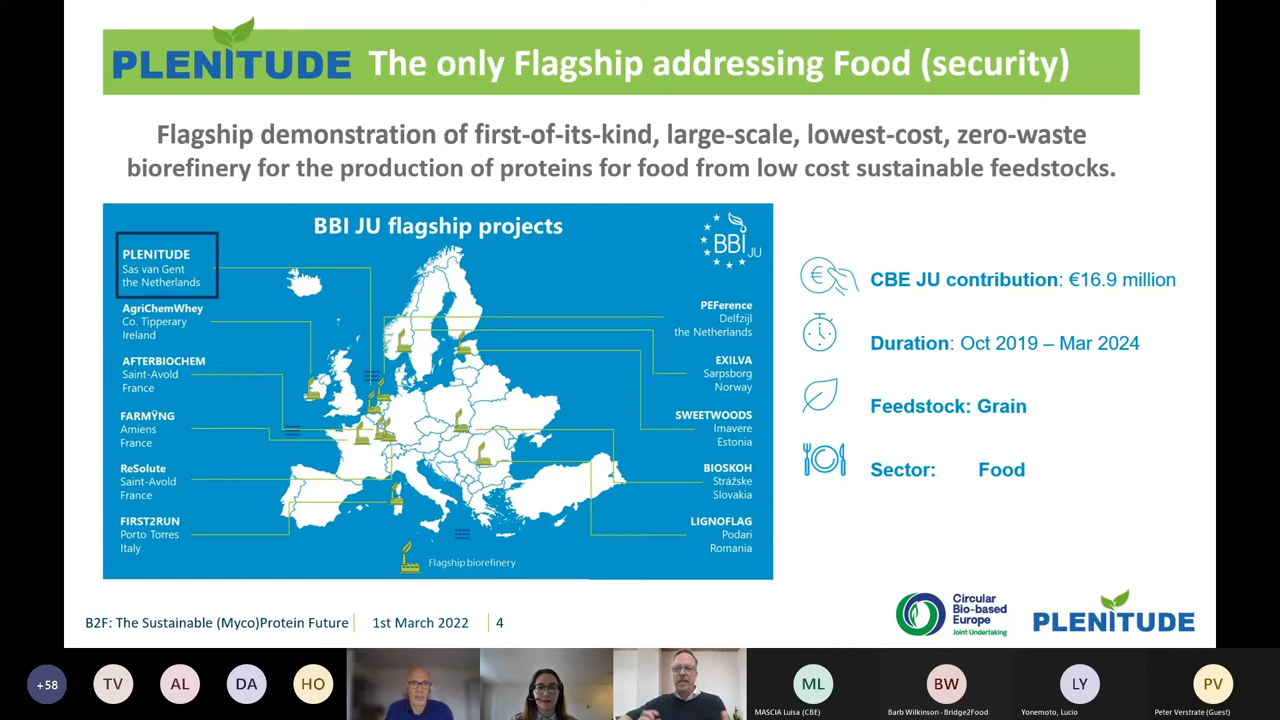 PLENITUDE The only Flagship addressing Food (security)
Flagship demonstration of first-of-its-kind, large-scale, lowest-cost, zero-waste
biorefinery for the production of proteins for food from low cost sustainable feedstocks.
BBI JU flagship projects
BBI JU
PLENITUDE
Sas van Gent
the Netherlands
AgriChemWhey
Co. Tipperary
Ireland
AFTERBIOCHEM
Saint-Avold
France
FARMŸNG
Amiens
France
ReSolute
Saint-Avold
France
FIRST2RUN
Porto Torres
Italy
PEFerence
Delfzijl
the Netherlands
EXILVA
Sarpsborg
Norway
SWEETWOODS
Imavere
Estonia
BIOSKOH
Strážske
Slovakia
LIGNOFLAG
Podari
Romania
Flagship biorefinery
CBE JU contribution: €16.9 million
Duration: Oct 2019 – Mar 2024
Feedstock: Grain
Sector: Food
B2F: The Sustainable (Myco)Protein Future 1st March 2022 4
Circular
Bio-based
Europe
Joint Undertaking
PLENITUDE
+58 TV AL DA HO ML BW LY PV
MASCIA Luisa (CBE) Barb Wilkinson - Bridge2Food Yonemoto, Lucio Peter Verstrate (Guest)